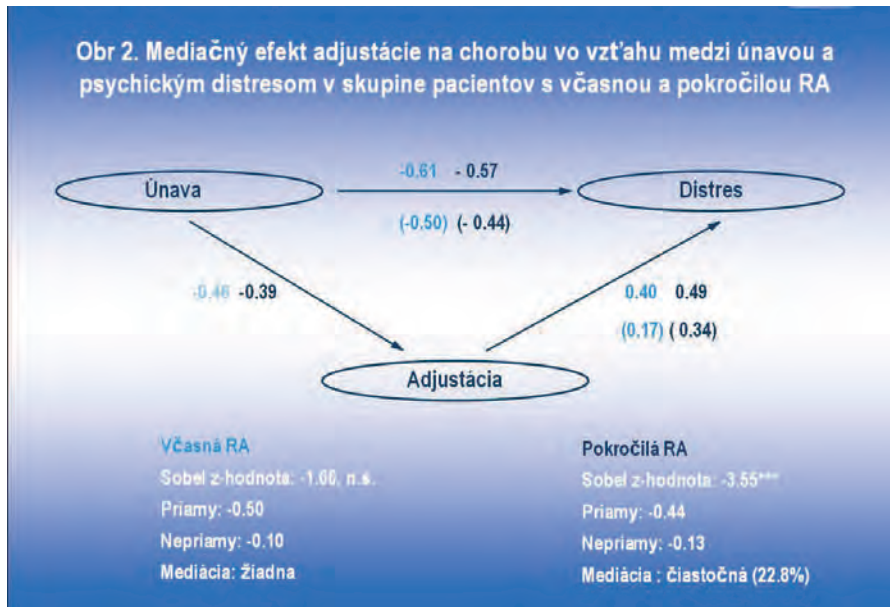 Obr 2. Mediačný efekt adjustácie na chorobu vo vzťahu medzi únavou a
psychickým distresom v skupine pacientov s včasnou a pokročilou RA
-0.61 - 0.57
Únava
Distres
(-0.50) (- 0.44)
-0.46 -0.39
0.40 0.49
(0.17) ( 0.34)
Adjustácia
Včasná RA
Sobel z-hodnota: -1.00, n.s.
Priamy: -0.50
Nepriamy: -0.10
Mediácia: žiadna
Pokročilá RA
Sobel z-hodnota: -3.55***
Priamy: -0.44
Nepriamy: -0.13
Mediácia : čiastočná (22.8%)